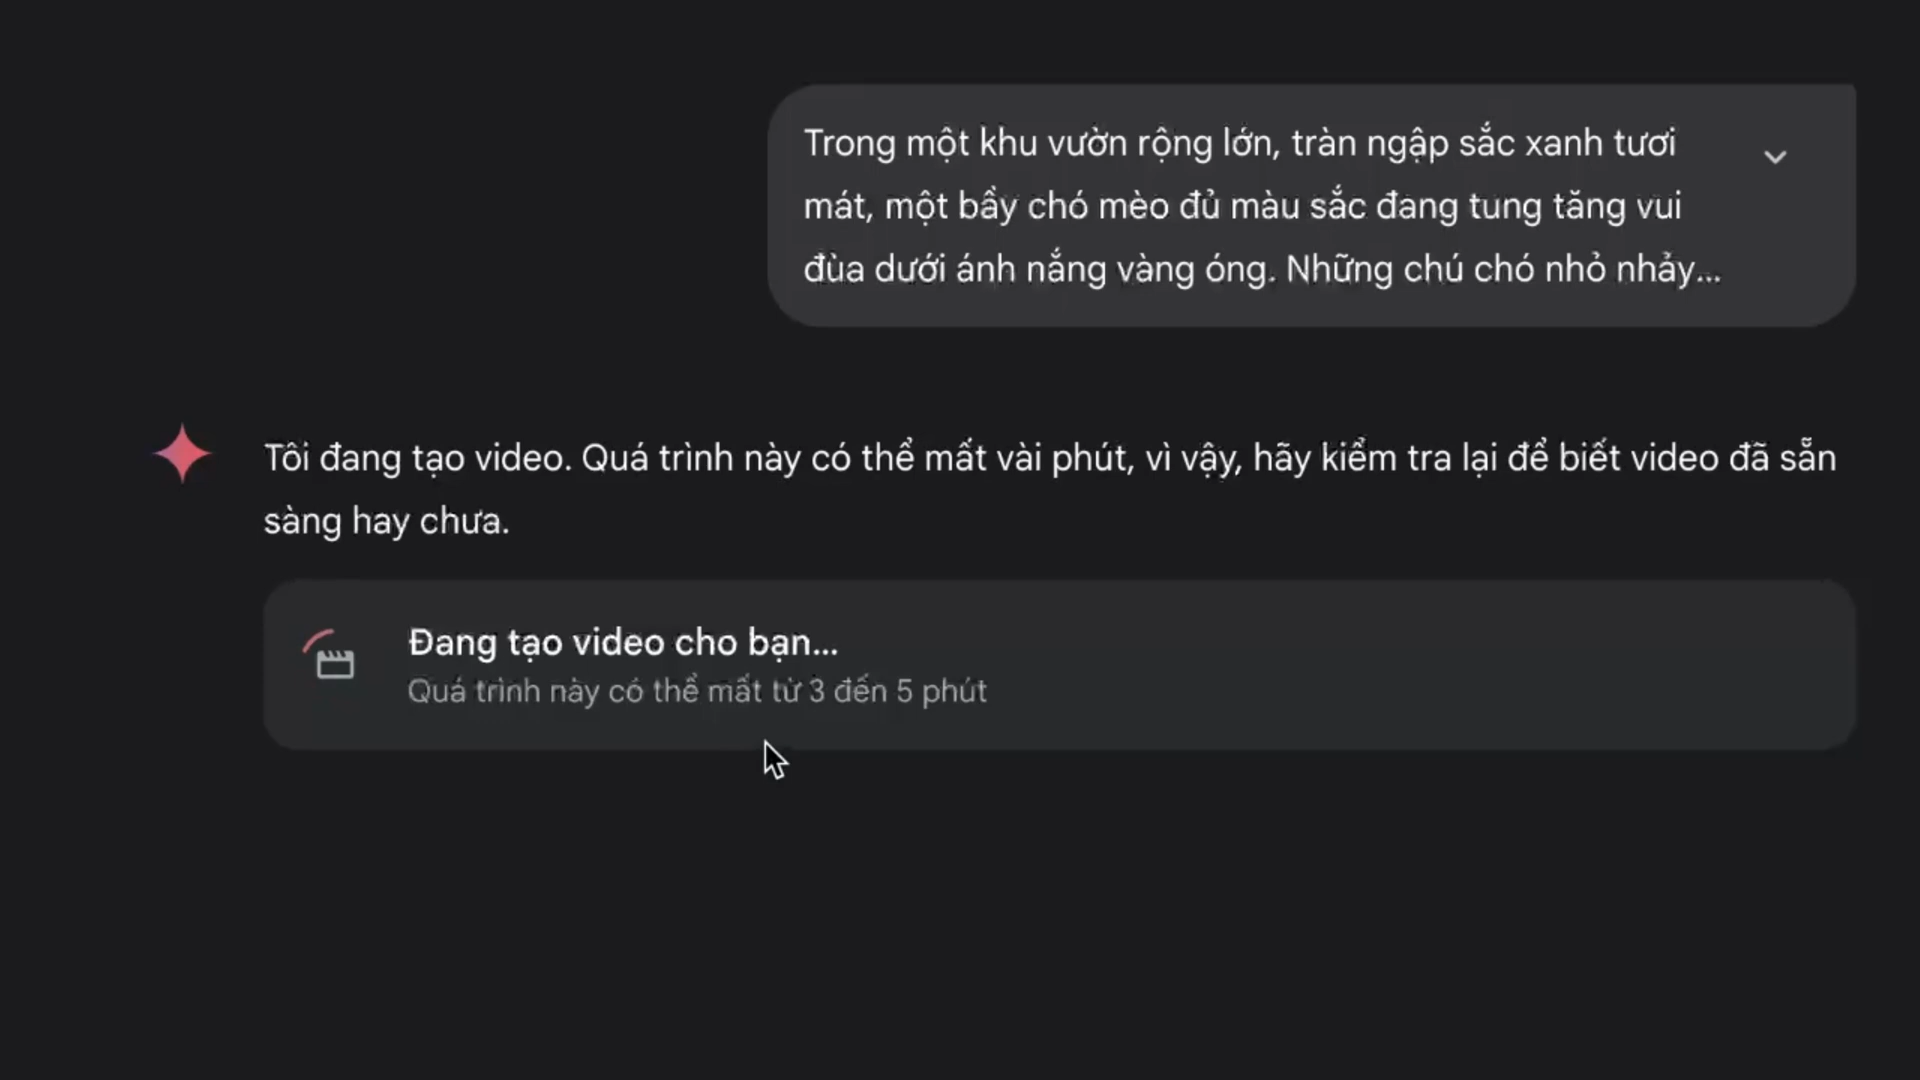 Trong một khu vườn rộng lớn, tràn ngập sắc xanh tươi
mát, một bầy chó mèo đủ màu sắc đang tung tăng vui
đùa dưới ánh nắng vàng óng. Những chú chó nhỏ nhảy...
Tôi đang tạo video. Quá trình này có thể mất vài phút, vì vậy, hãy kiểm tra lại để biết video đã sẵn
sàng hay chưa.
Đang tạo video cho bạn...
Quá trình này có thể mất từ 3 đến 5 phút